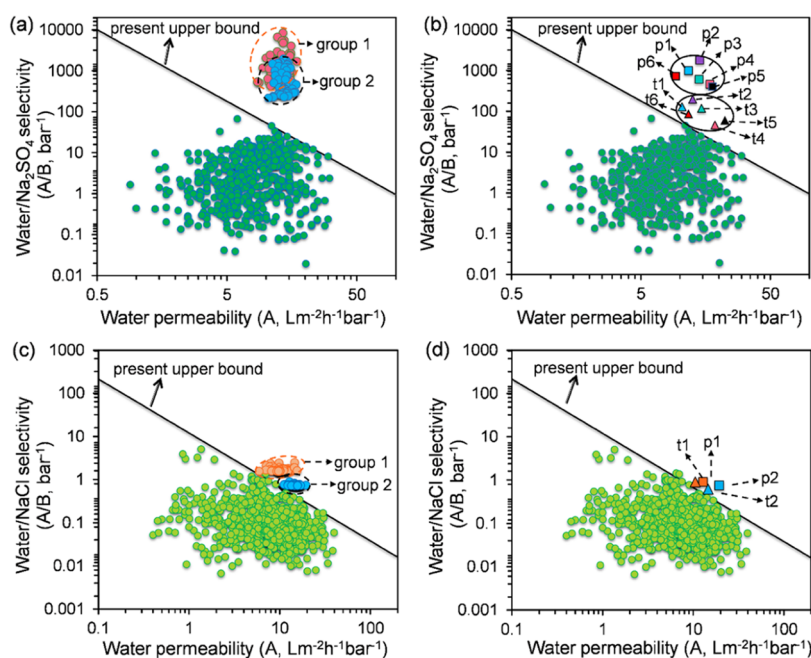 (a)
10000
1000
100
10
1
0.1
0.01
Water/Na2SO4 selectivity
(A/B, bar-1)
present upper bound
group 1
group 2
0.5
5
50
Water permeability (A, Lm-2h-1bar-1)
(b)
10000
1000
100
10
1
0.1
0.01
Water/Na2SO4 selectivity
(A/B, bar-1)
present upper bound
p1
p2
p3
p6
p4
p5
t1
t2
t6
t3
t5
t4
0.5
5
50
Water permeability (A, Lm-2h-1bar-1)
(c)
1000
100
10
1
0.1
0.01
0.001
Water/NaCl selectivity
(A/B, bar-1)
present upper bound
group 1
group 2
0.1
1
10
100
Water permeability (A, Lm-2h-1bar-1)
(d)
1000
100
10
1
0.1
0.01
0.001
Water/NaCl selectivity
(A/B, bar-1)
present upper bound
t1
p1
p2
t2
0.1
1
10
100
Water permeability (A, Lm-2h-1bar-1)